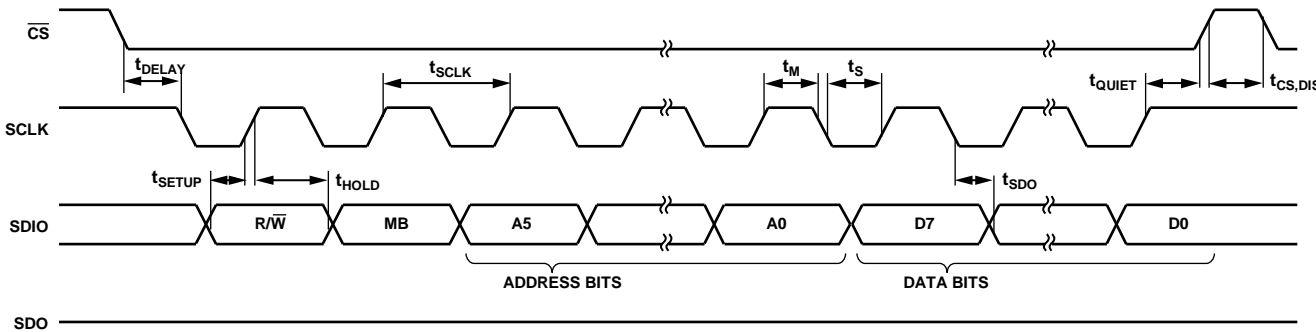 CS
tDELAY
tSCLK
tM
tS
tQUIET
tCS,DIS
SCLK
tSETUP
tHOLD
tSDO
SDIO
R/W
MB
A5
A0
D7
D0
ADDRESS BITS
DATA BITS
SDO